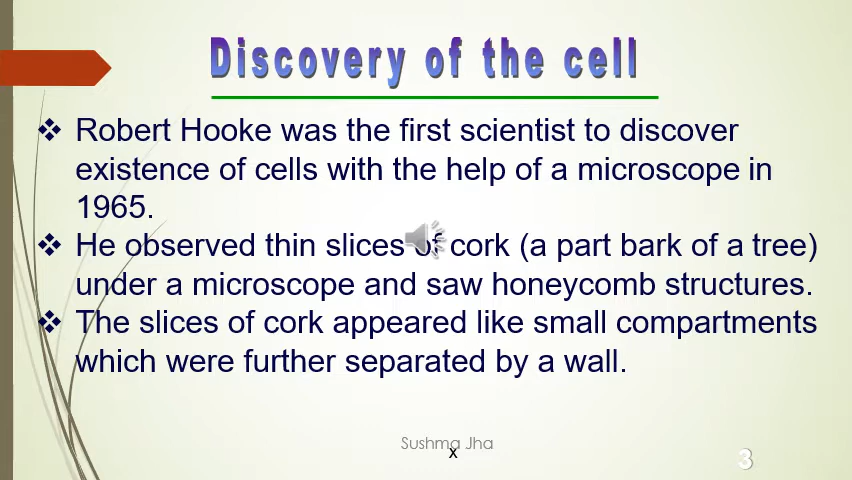 Discovery of the cell
❖ Robert Hooke was the first scientist to discover
existence of cells with the help of a microscope in
1965.
❖ He observed thin slices of cork (a part bark of a tree)
under a microscope and saw honeycomb structures.
❖ The slices of cork appeared like small compartments
which were further separated by a wall.
Sushma Jha
x
3